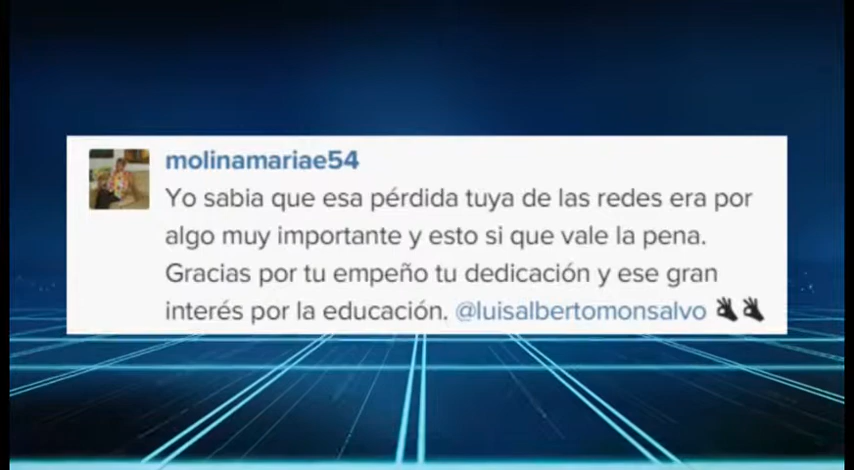 molinamariae54
Yo sabia que esa pérdida tuya de las redes era por
algo muy importante y esto si que vale la pena.
Gracias por tu empeño tu dedicación y ese gran
interés por la educación. @luisalbertomonsalvo 👌👌